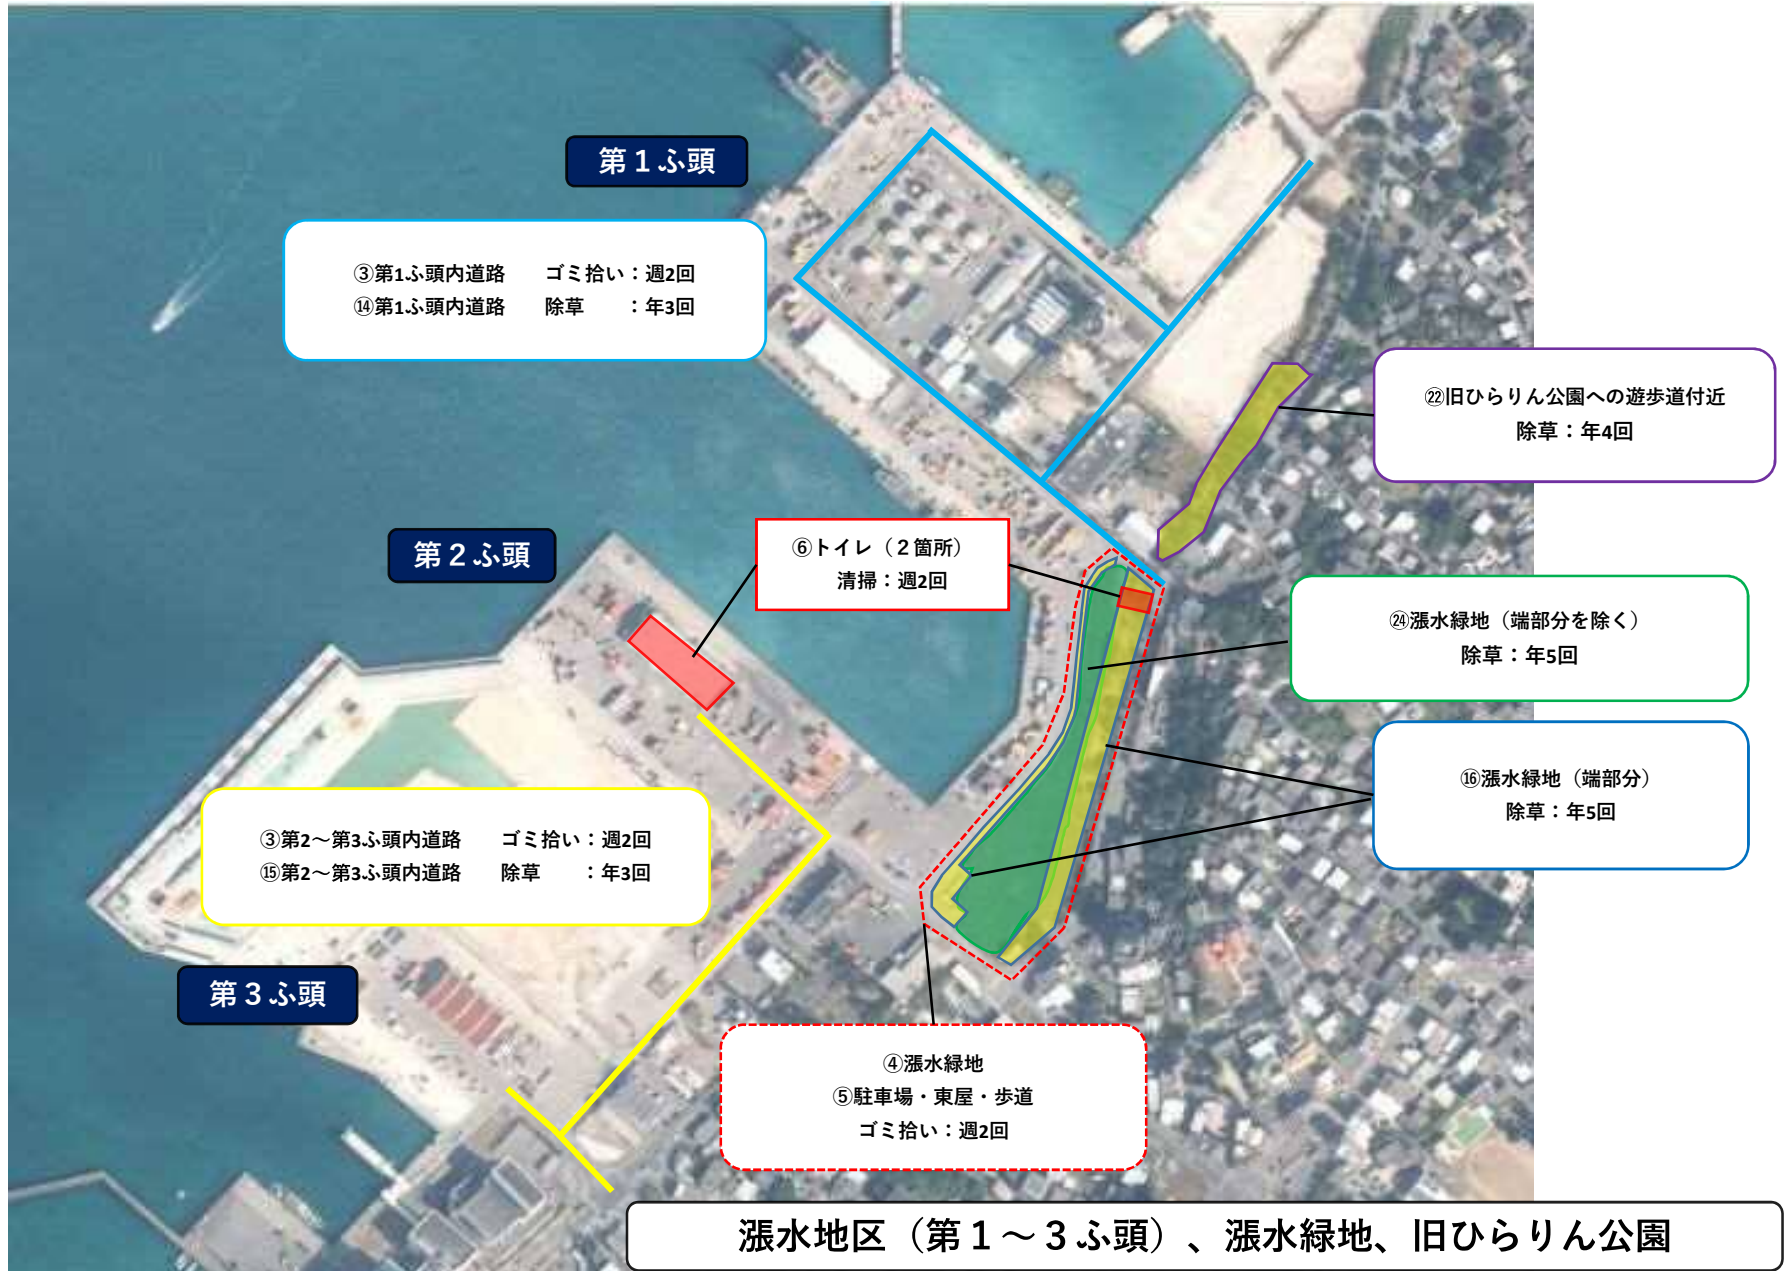 第１ふ頭
③第1ふ頭内道路　　ゴミ拾い：週2回
⑭第1ふ頭内道路　　除草　　：年3回
㉒旧ひらりん公園への遊歩道付近
除草：年4回
第２ふ頭
⑥トイレ（２箇所）
清掃：週2回
㉔漲水緑地（端部分を除く）
除草：年5回
⑯漲水緑地（端部分）
除草：年5回
③第2～第3ふ頭内道路　　ゴミ拾い：週2回
⑮第2～第3ふ頭内道路　　除草　　：年3回
第３ふ頭
④漲水緑地
⑤駐車場・東屋・歩道
ゴミ拾い：週2回
漲水地区（第１～３ふ頭）、漲水緑地、旧ひらりん公園